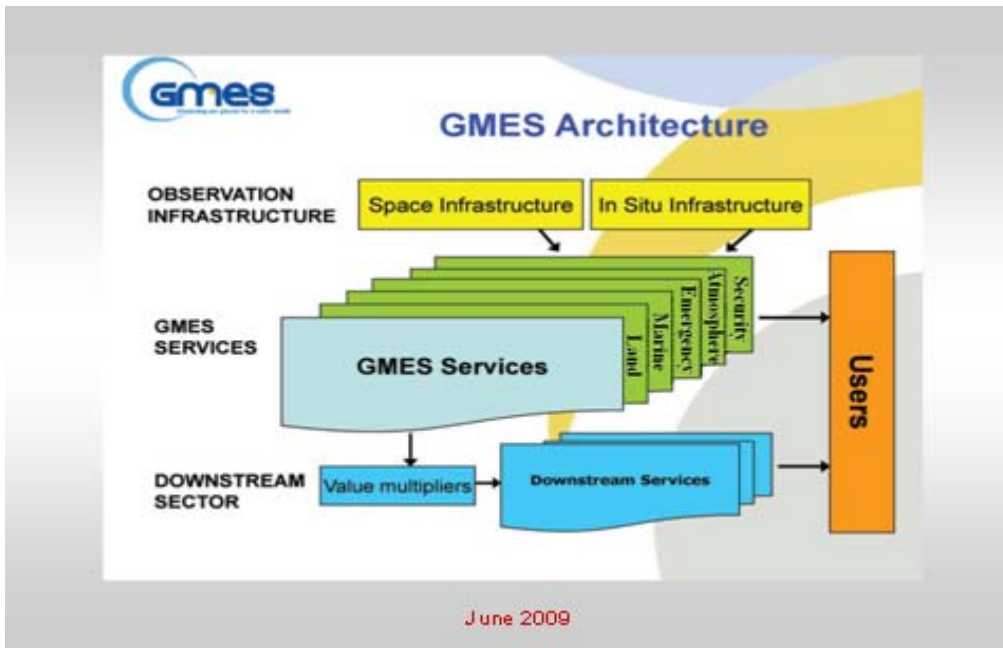 Gmes
GMES Architecture
OBSERVATION
INFRASTRUCTURE
Space Infrastructure
In Situ Infrastructure
GMES
SERVICES
GMES Services
Land
Marine
Emergency
Atmosphere
Security
Users
DOWNSTREAM
SECTOR
Value multipliers
Downstream Services
June 2009